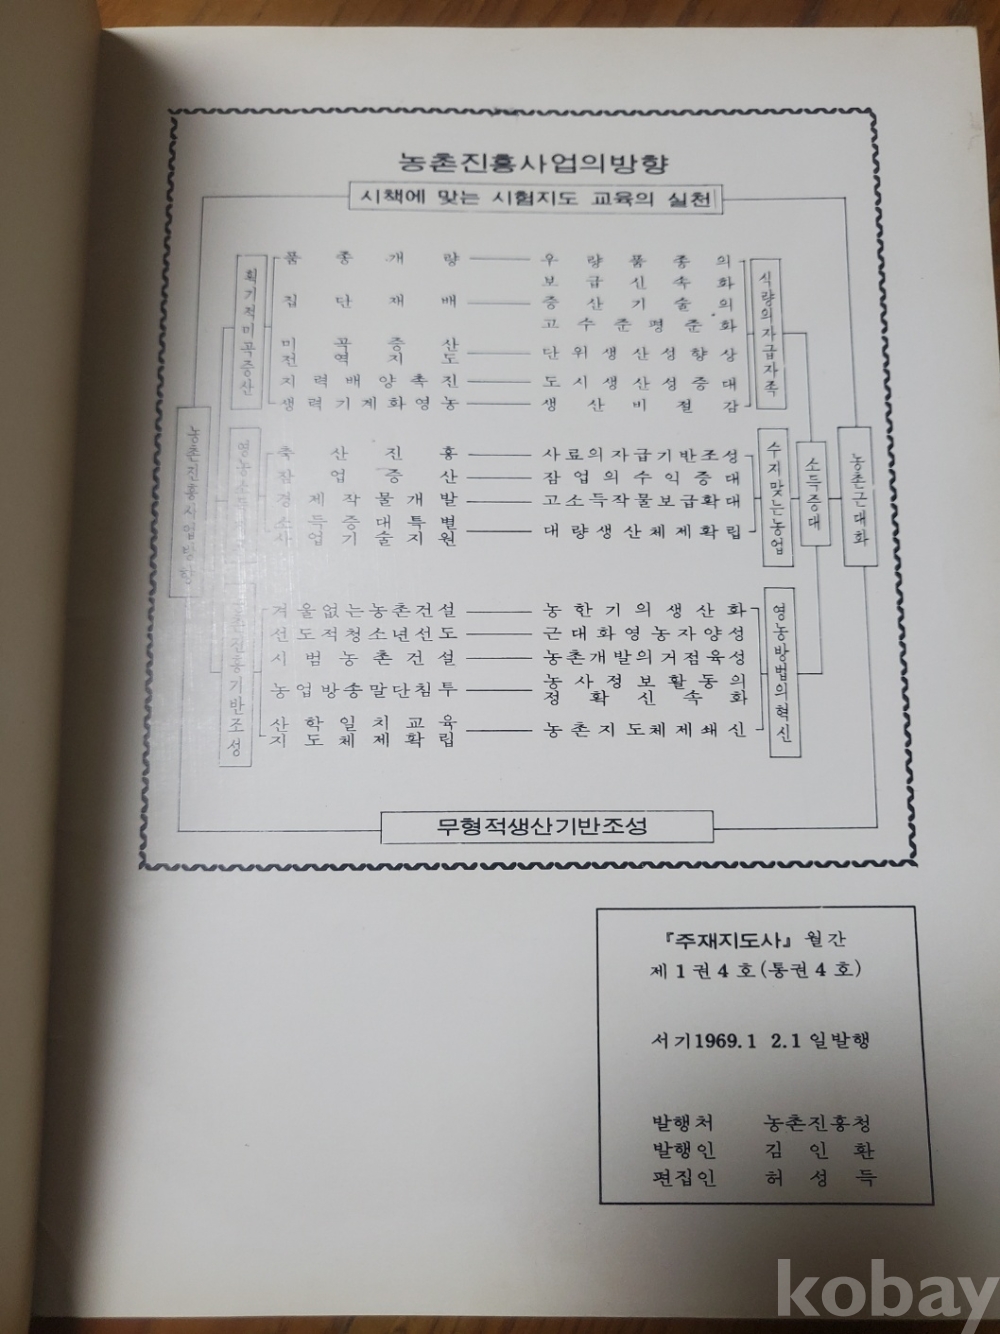 농촌진흥사업의방향
시책에 맞는 시험지도 교육의 실천
농촌진흥사업방향
획기적미곡증산
품종개량 우량품종의
보급신속화
집단재배 증산기술의
고수준평준화
미곡증산
전역지도 단위생산성향상
지력배양촉진 도시생산성증대
생력기계화영농 생산비절감
식량의자급자족
영농소득
축산진흥 사료의자급기반조성
잠업증산 잠업의수익증대
경제작물개발 고소득작물보급확대
소득증대특별
사업기술지원 대량생산체제확립
수지맞는농업
소득증대
농촌근대화
촌진흥기반조성
겨울없는농촌건설 농한기의생산화
선도적청소년선도 근대화영농자양성
시범농촌건설 농촌개발의거점육성
농업방송말단침투 농사정보활동의
정확신속화
산학일치교육
지도체제확립 농촌지도체제쇄신
영농방법의혁신
무형적생산기반조성
『주재지도사』 월간
제1권4호(통권4호)
서기1969.1 2.1일발행
발행처 농촌진흥청
발행인 김인환
편집인 허성득
kobay